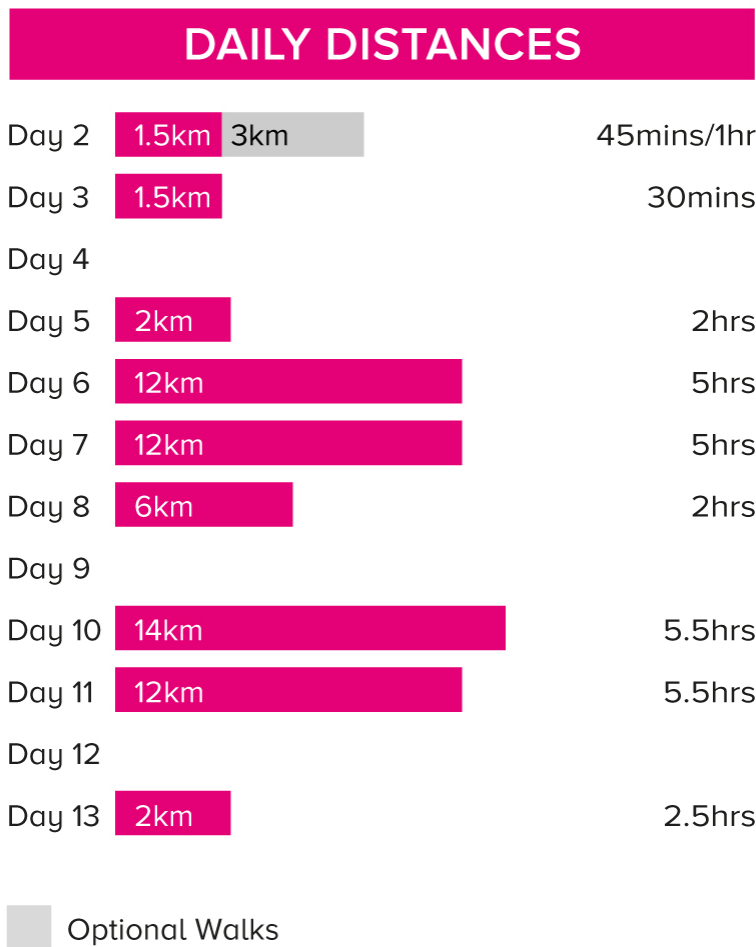 DAILY DISTANCES
Day 2 1.5km 3km 45mins/1hr
Day 3 1.5km 30mins
Day 4
Day 5 2km 2hrs
Day 6 12km 5hrs
Day 7 12km 5hrs
Day 8 6km 2hrs
Day 9
Day 10 14km 5.5hrs
Day 11 12km 5.5hrs
Day 12
Day 13 2km 2.5hrs
Optional Walks